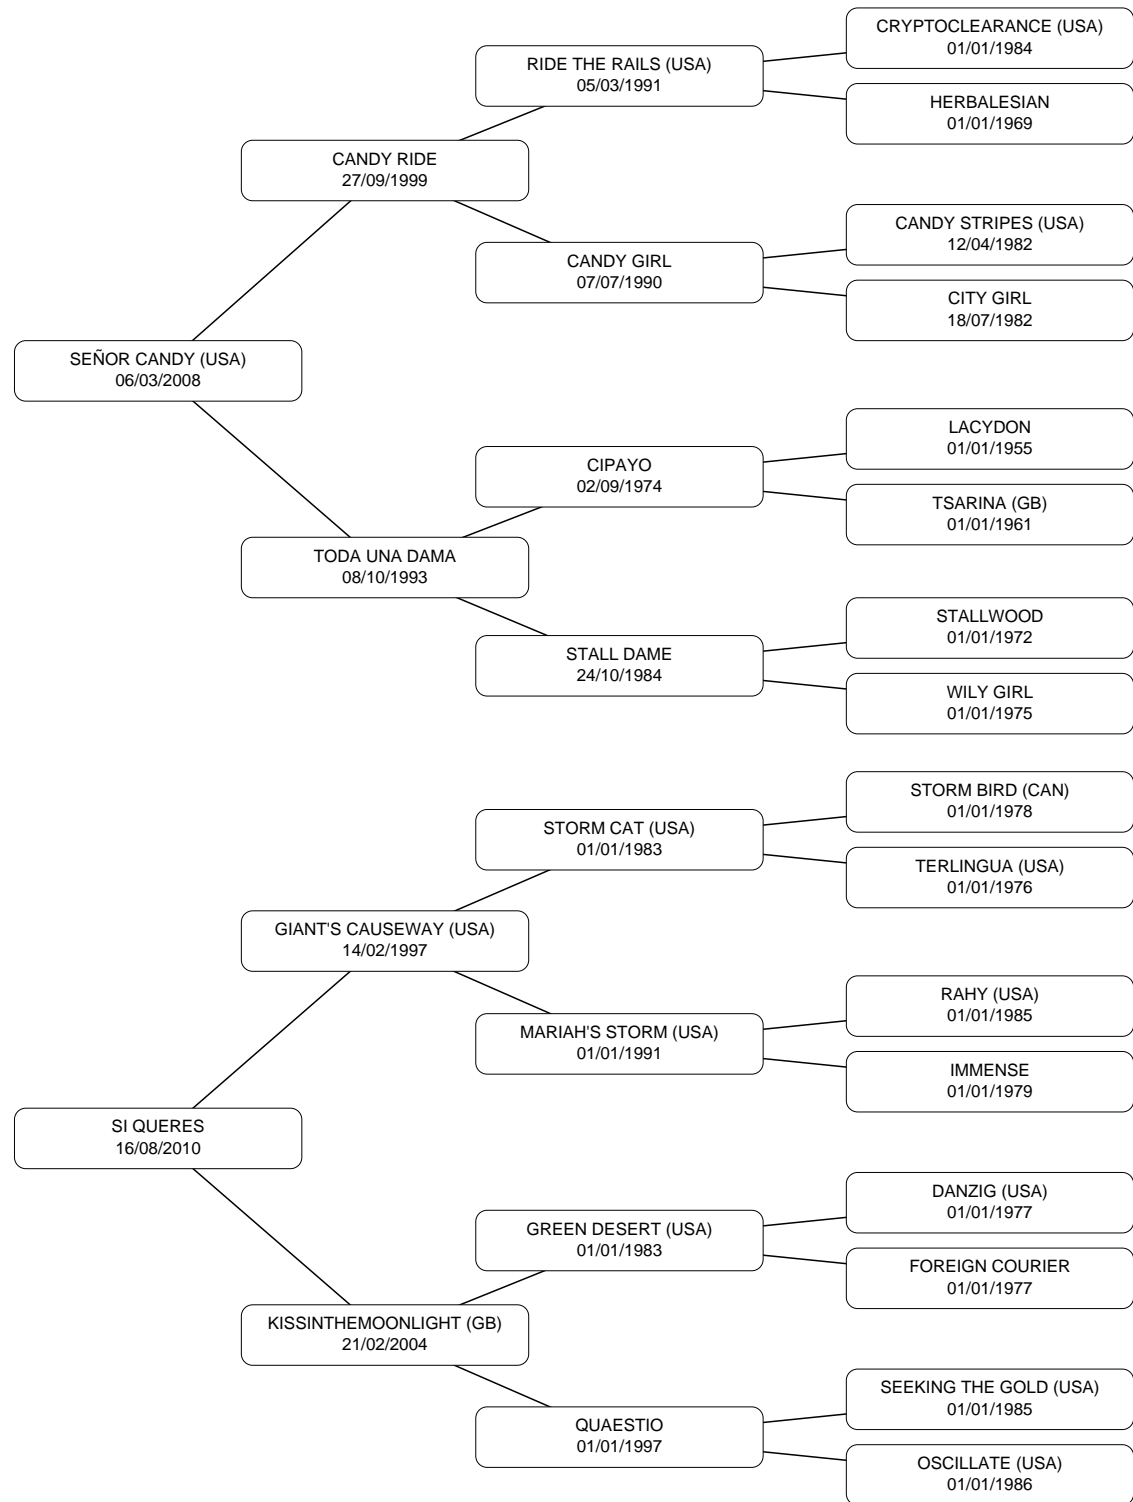 CRYPTOCLEARANCE (USA)
01/01/1984
RIDE THE RAILS (USA)
05/03/1991
HERBALESIAN
01/01/1969
CANDY RIDE
27/09/1999
CANDY STRIPES (USA)
12/04/1982
CANDY GIRL
07/07/1990
CITY GIRL
18/07/1982
SEÑOR CANDY (USA)
06/03/2008
LACYDON
01/01/1955
CIPAYO
02/09/1974
TSARINA (GB)
01/01/1961
TODA UNA DAMA
08/10/1993
STALLWOOD
01/01/1972
STALL DAME
24/10/1984
WILY GIRL
01/01/1975
STORM BIRD (CAN)
01/01/1978
STORM CAT (USA)
01/01/1983
TERLINGUA (USA)
01/01/1976
GIANT'S CAUSEWAY (USA)
14/02/1997
RAHY (USA)
01/01/1985
MARIAH'S STORM (USA)
01/01/1991
IMMENSE
01/01/1979
SI QUERES
16/08/2010
DANZIG (USA)
01/01/1977
GREEN DESERT (USA)
01/01/1983
FOREIGN COURIER
01/01/1977
KISSINTHEMOONLIGHT (GB)
21/02/2004
SEEKING THE GOLD (USA)
01/01/1985
QUAESTIO
01/01/1997
OSCILLATE (USA)
01/01/1986